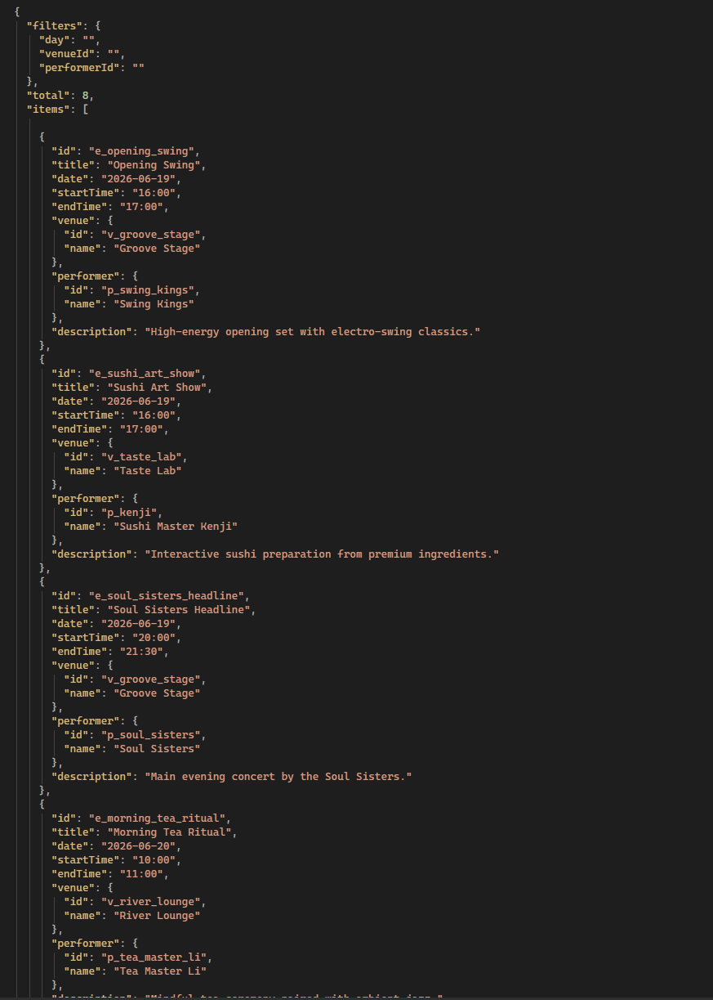 {
"filters": {
"day": "",
"venueId": "",
"performerId": ""
},
"total": 8,
"items": [
{
"id": "e_opening_swing",
"title": "Opening Swing",
"date": "2026-06-19",
"startTime": "16:00",
"endTime": "17:00",
"venue": {
"id": "v_groove_stage",
"name": "Groove Stage"
},
"performer": {
"id": "p_swing_kings",
"name": "Swing Kings"
},
"description": "High-energy opening set with electro-swing classics."
},
{
"id": "e_sushi_art_show",
"title": "Sushi Art Show",
"date": "2026-06-19",
"startTime": "16:00",
"endTime": "17:00",
"venue": {
"id": "v_taste_lab",
"name": "Taste Lab"
},
"performer": {
"id": "p_kenji",
"name": "Sushi Master Kenji"
},
"description": "Interactive sushi preparation from premium ingredients."
},
{
"id": "e_soul_sisters_headline",
"title": "Soul Sisters Headline",
"date": "2026-06-19",
"startTime": "20:00",
"endTime": "21:30",
"venue": {
"id": "v_groove_stage",
"name": "Groove Stage"
},
"performer": {
"id": "p_soul_sisters",
"name": "Soul Sisters"
},
"description": "Main evening concert by the Soul Sisters."
},
{
"id": "e_morning_tea_ritual",
"title": "Morning Tea Ritual",
"date": "2026-06-20",
"startTime": "10:00",
"endTime": "11:00",
"venue": {
"id": "v_river_lounge",
"name": "River Lounge"
},
"performer": {
"id": "p_tea_master_li",
"name": "Tea Master Li"
},
"description": "Mindful tea ceremony paired with ambient jazz."